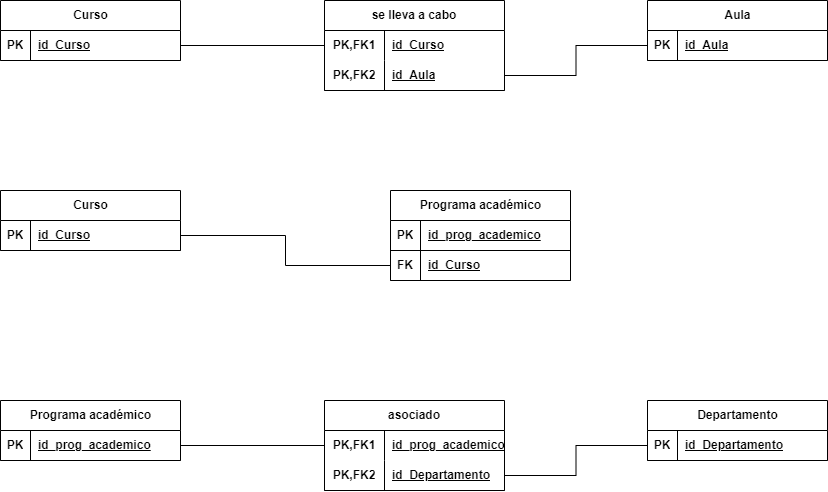 Curso
se lleva a cabo
Aula
PK id_Curso
PK,FK1 id_Curso
PK id_Aula
PK,FK2 id_Aula
Curso
Programa académico
PK id_Curso
PK id_prog_academico
FK id_Curso
Programa académico
asociado
Departamento
PK id_prog_academico
PK,FK1 id_prog_academico
PK id_Departamento
PK,FK2 id_Departamento